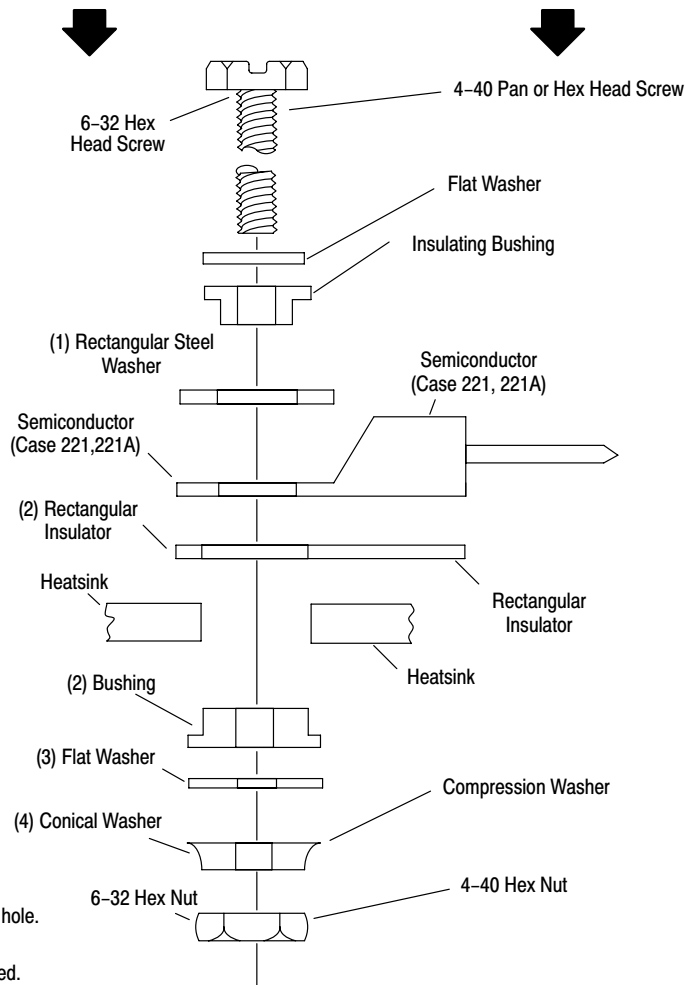 6–32 Hex
Head Screw
4–40 Pan or Hex Head Screw
Flat Washer
Insulating Bushing
(1) Rectangular Steel
Washer
Semiconductor
(Case 221, 221A)
Semiconductor
(Case 221,221A)
(2) Rectangular
Insulator
Heatsink
Rectangular
Insulator
Heatsink
(2) Bushing
(3) Flat Washer
Compression Washer
(4) Conical Washer
6–32 Hex Nut
4–40 Hex Nut
hole.
ed.